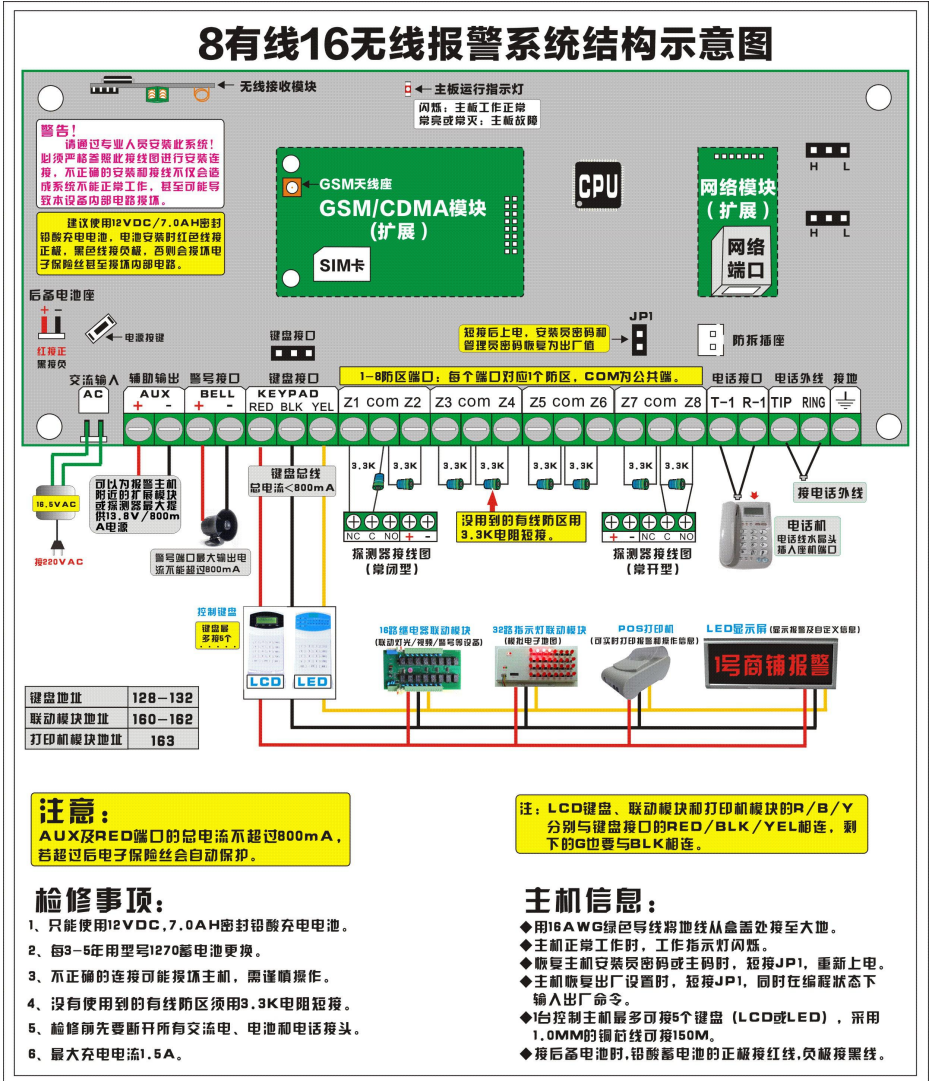 8有线16无线报警系统结构示意图
无线接收模块
主板运行指示灯
闪烁：主板工作正常
常亮或常灭：主板故障
警告！
请通过专业人员安装此系统！
必须严格参照此接线图进行安装连
接，不正确的安装和接线不仅会造
成系统不能正常工作，甚至可能导
致本设备内部电路损坏。
建议使用12VDC/7.0AH密封
铅酸充电电池，电池安装时红色线接
正极，黑色线接负极，否则会损坏电
子保险丝甚至损坏内部电路。
GSM天线座
GSM/CDMA模块
(扩展 )
SIM卡
CPU
网络模块
（扩展 )
网络
端口
H L
H L
后备电池座
+ -
红接正
黑接负
电源按键
键盘接口
短接后上电，安装员密码和
管理员密码恢复为出厂值
JP1
防拆插座
交流输入 辅助输出 警号接口 键盘接口
1-8防区端口：每个端口对应1个防区，COM为公共端。
电话接口 电话外线 接地
AC
AUX
+ -
BELL
+ -
KEYPAD
RED BLK YEL
Z1 com Z2
Z3 com Z4
Z5 com Z6
Z7 com Z8
T-1 R-1
TIP RING
16.5VAC
接220VAC
可以为报警主机
附近的扩展模块
或探测器最大提
供13.8V/800m
A电源
警号端口最大输出电
流不能超过800mA
键盘总线
总电流<800mA
3.3K 3.3K 3.3K 3.3K 3.3K 3.3K 3.3K 3.3K
没用到的有线防区用
3.3K电阻短接。
NC C NO + -
探测器接线图
(常闭型)
+ - NC C NO
探测器接线图
(常开型)
接电话外线
电话机
电话线水晶头
插入座机端口
控制键盘
键盘最
多接5个
LCD LED
16路继电器联动模块
(联动灯光/视频/警号等设备)
32路指示灯联动模块
(模拟电子地图)
POS打印机
(可实时打印报警和操作信息)
LED显示屏(显示报警及自定义信息)
1号商铺报警
键盘地址 128-132
联动模块地址 160-162
打印机模块地址 163
注意：
AUX及RED端口的总电流不超过800mA，
若超过后电子保险丝会自动保护。
注：LCD键盘、联动模块和打印机模块的R/B/Y
分别与键盘接口的RED/BLK/YEL相连，剩
下的G也要与BLK相连。
检修事项：
1、只能使用12VDC,7.0AH密封铅酸充电电池。
2、每3-5年用型号1270蓄电池更换。
3、不正确的连接可能损坏主机，需谨慎操作。
4、没有使用到的有线防区须用3.3K电阻短接。
5、检修前先要断开所有交流电、电池和电话接头。
6、最大充电电流1.5A。
主机信息：
◆用16AWG绿色导线将地线从盒盖处接至大地。
◆主机正常工作时，工作指示灯闪烁。
◆恢复主机安装员密码或主码时，短接JP1，重新上电。
◆主机恢复出厂设置时，短接JP1，同时在编程状态下
输入出厂命令。
◆1台控制主机最多可接5个键盘（LCD或LED），采用
1.0MM的铜芯线可接150M。
◆接后备电池时,铅酸蓄电池的正极接红线,负极接黑线。